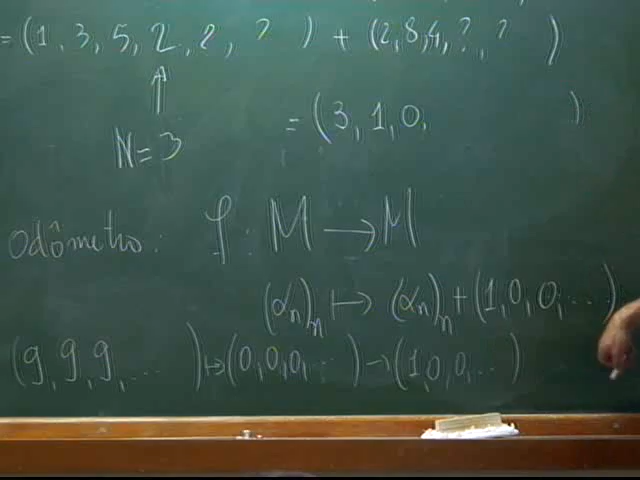 = (1, 3, 5, 2, 2, ? ) + (2, 8, 4, ?, ? )
N = 3
= (3, 1, 0, )
Odômetro: f: M → M
(αₙ)ₙ ↦ (αₙ)ₙ + (1, 0, 0, ...)
(9, 9, 9, ... ) ↦ (0, 0, 0, ... ) → (1, 0, 0, ... )